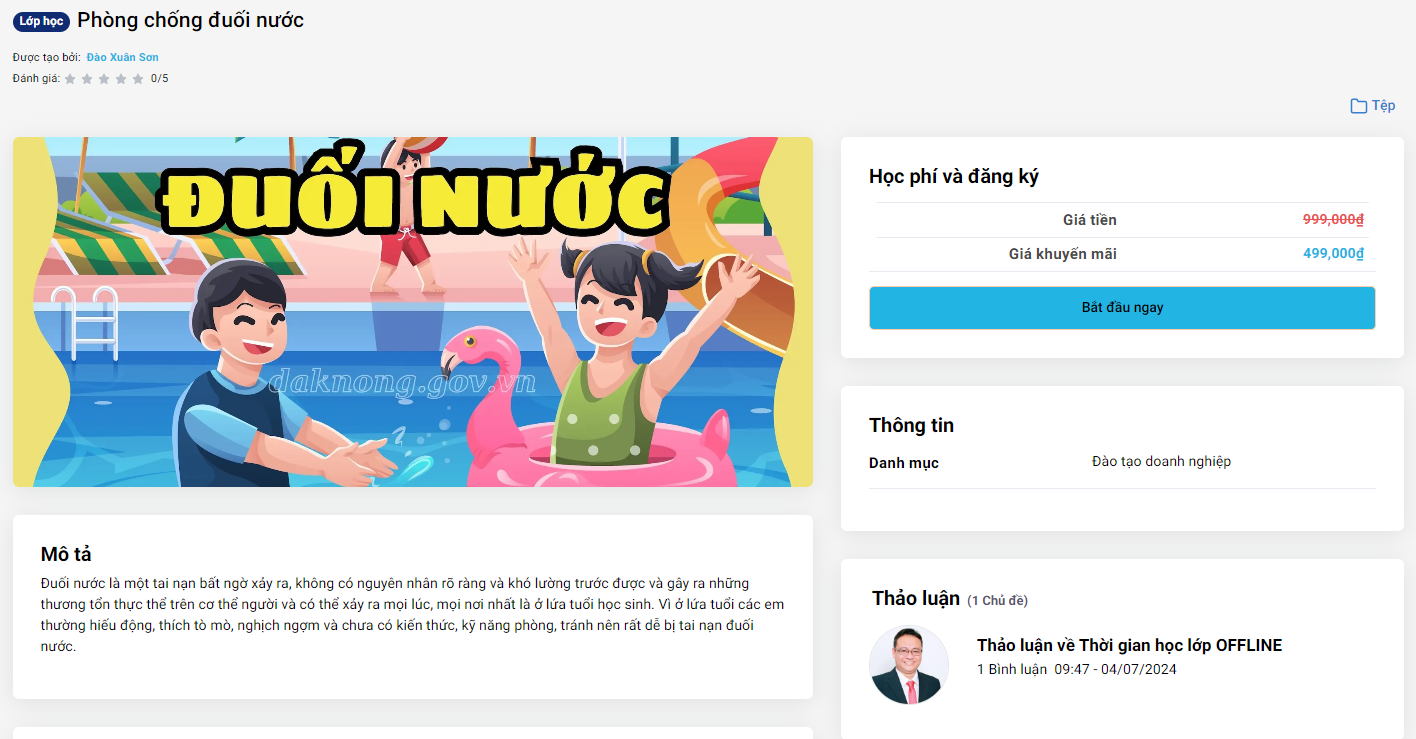 Lớp học Phòng chống đuối nước
Được tạo bởi: Đào Xuân Sơn
Đánh giá: 0/5
Tệp
ĐUỐI NƯỚC
daknong.gov.vn
Mô tả
Đuối nước là một tai nạn bất ngờ xảy ra, không có nguyên nhân rõ ràng và khó lường trước được và gây ra những
thương tổn thực thể trên cơ thể người và có thể xảy ra mọi lúc, mọi nơi nhất là ở lứa tuổi học sinh. Vì ở lứa tuổi các em
thường hiếu động, thích tò mò, nghịch ngợm và chưa có kiến thức, kỹ năng phòng, tránh nên rất dễ bị tai nạn đuối
nước.
Học phí và đăng ký
Giá tiền 999,000₫
Giá khuyến mãi 499,000₫
Bắt đầu ngay
Thông tin
Danh mục Đào tạo doanh nghiệp
Thảo luận (1 Chủ đề)
Thảo luận về Thời gian học lớp OFFLINE
1 Bình luận 09:47 - 04/07/2024